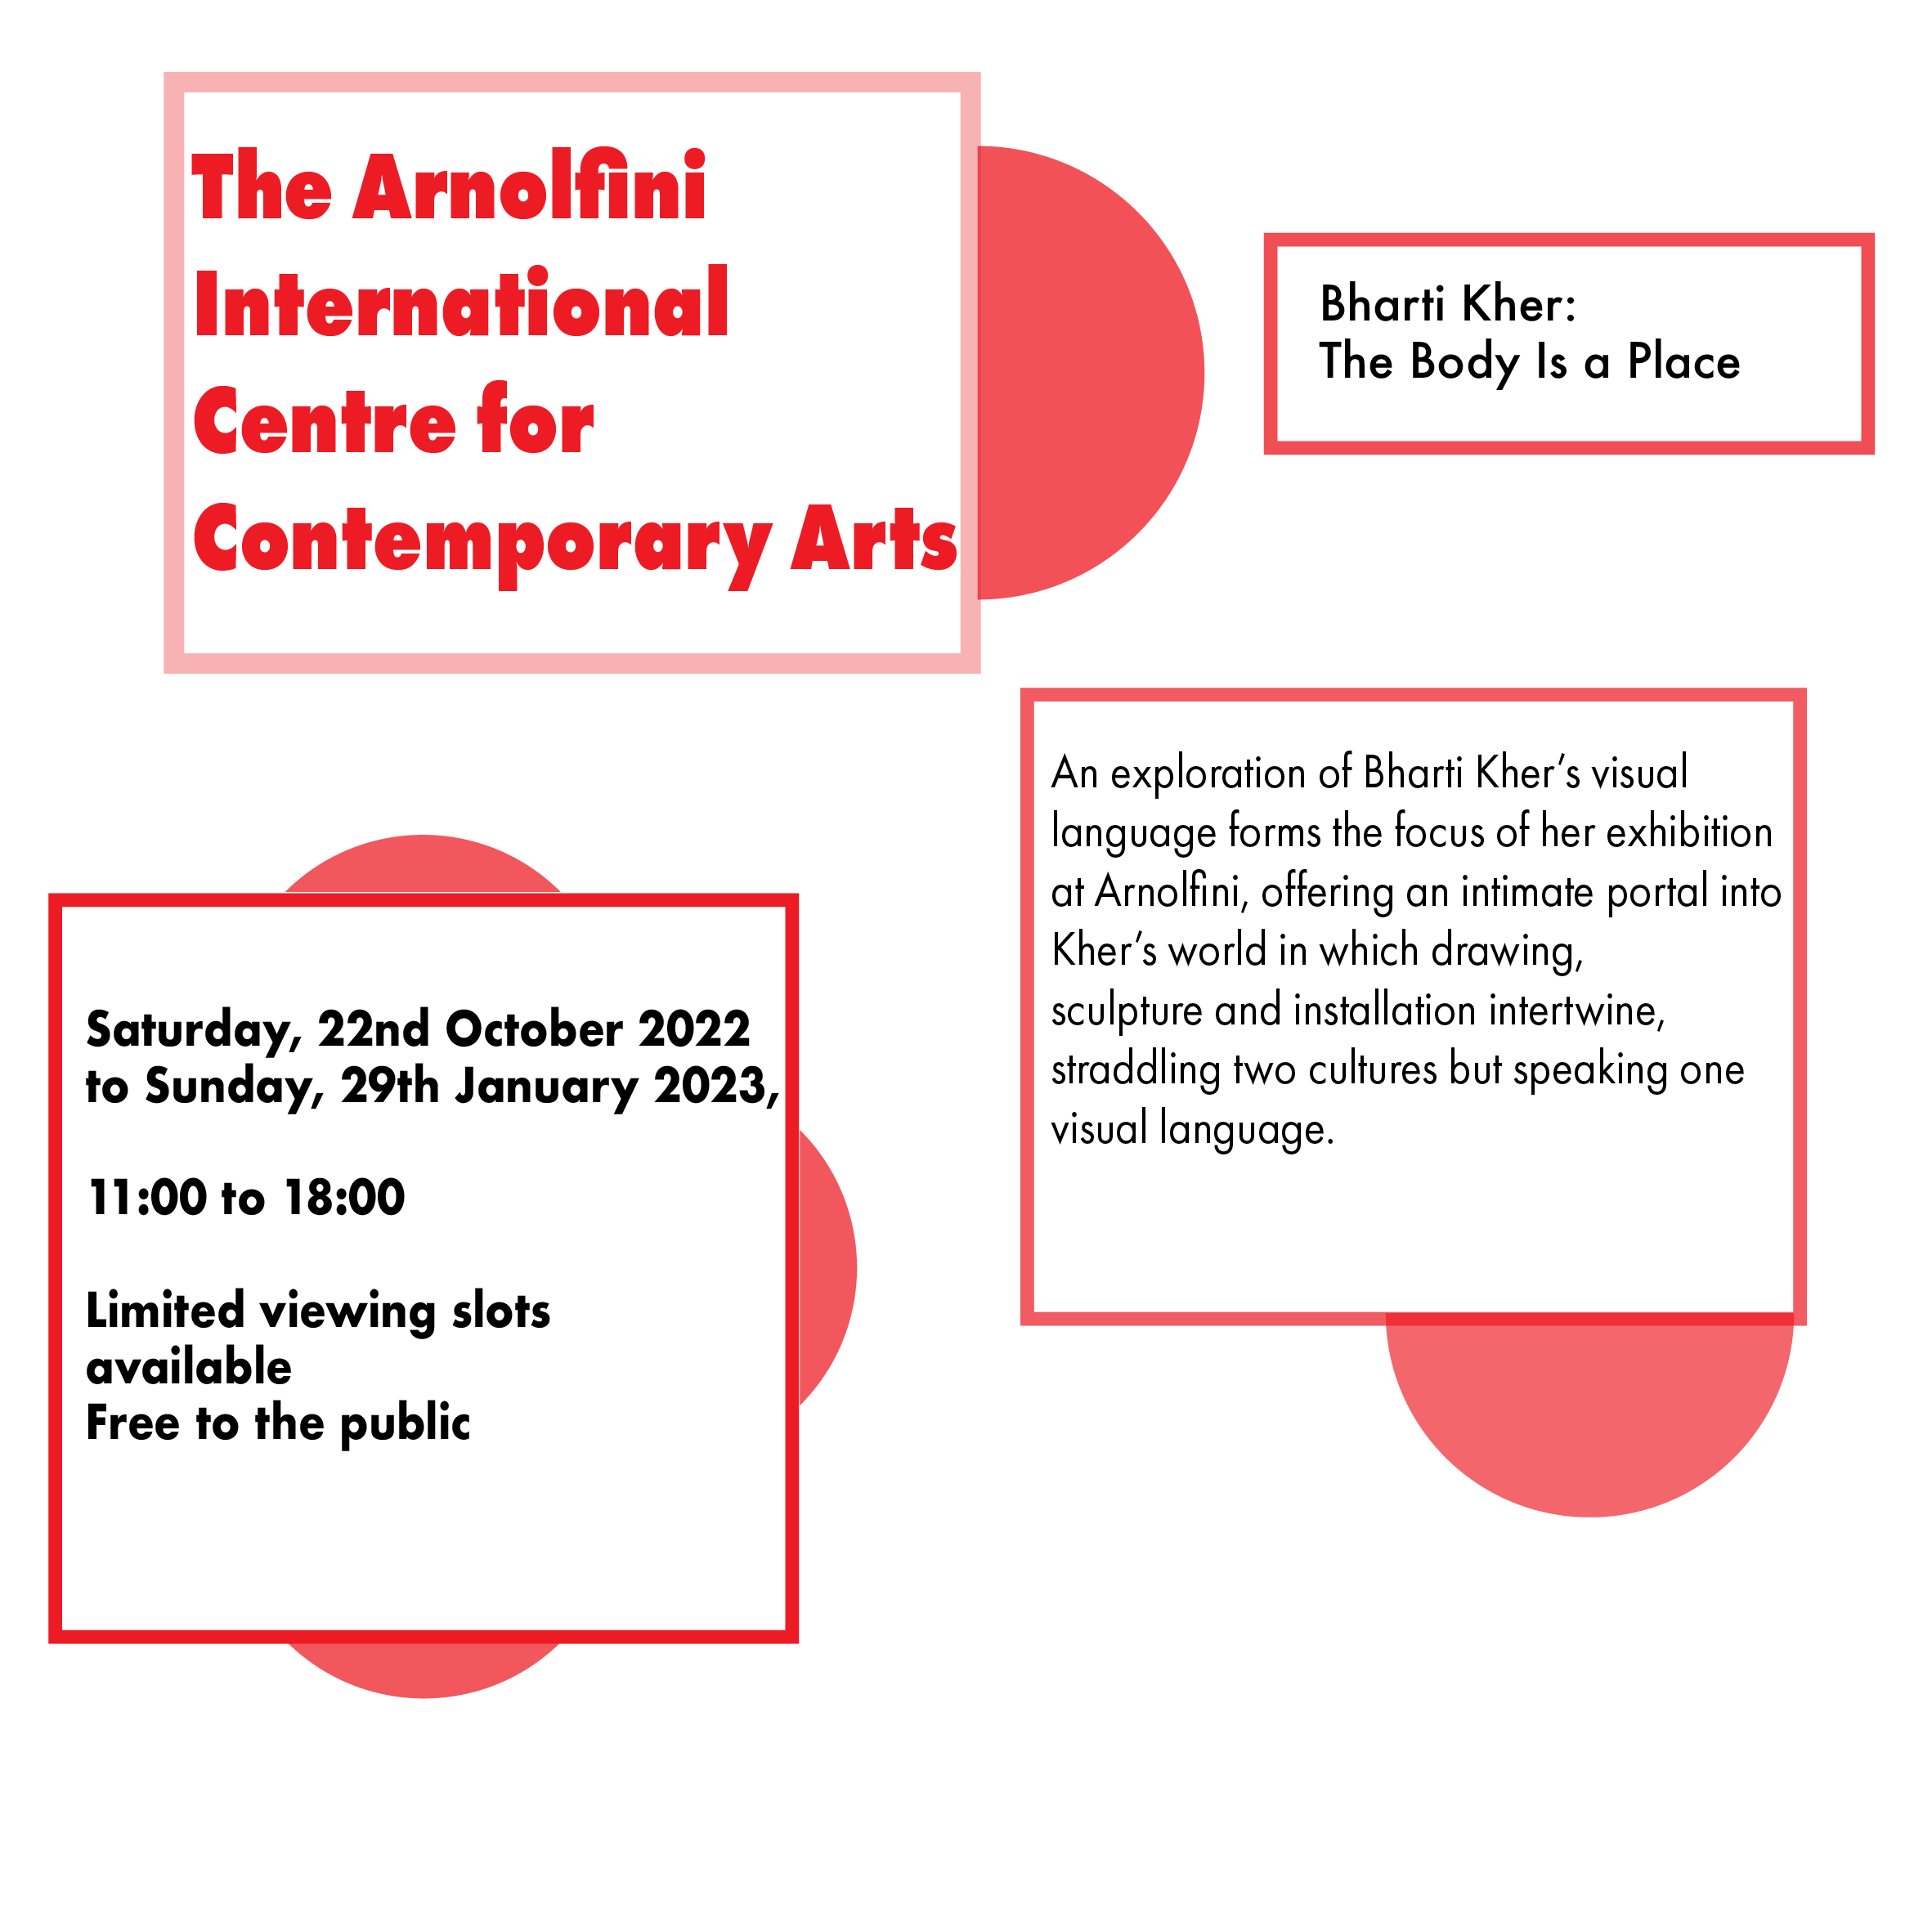 The Arnolfini
International
Centre for
Contemporary Arts
Bharti Kher:
The Body Is a Place
An exploration of Bharti Kher’s visual
language forms the focus of her exhibition
at Arnolfini, offering an intimate portal into
Kher’s world in which drawing,
sculpture and installation intertwine,
straddling two cultures but speaking one
visual language.
Saturday, 22nd October 2022
to Sunday, 29th January 2023,
11:00 to 18:00
Limited viewing slots
available
Free to the public